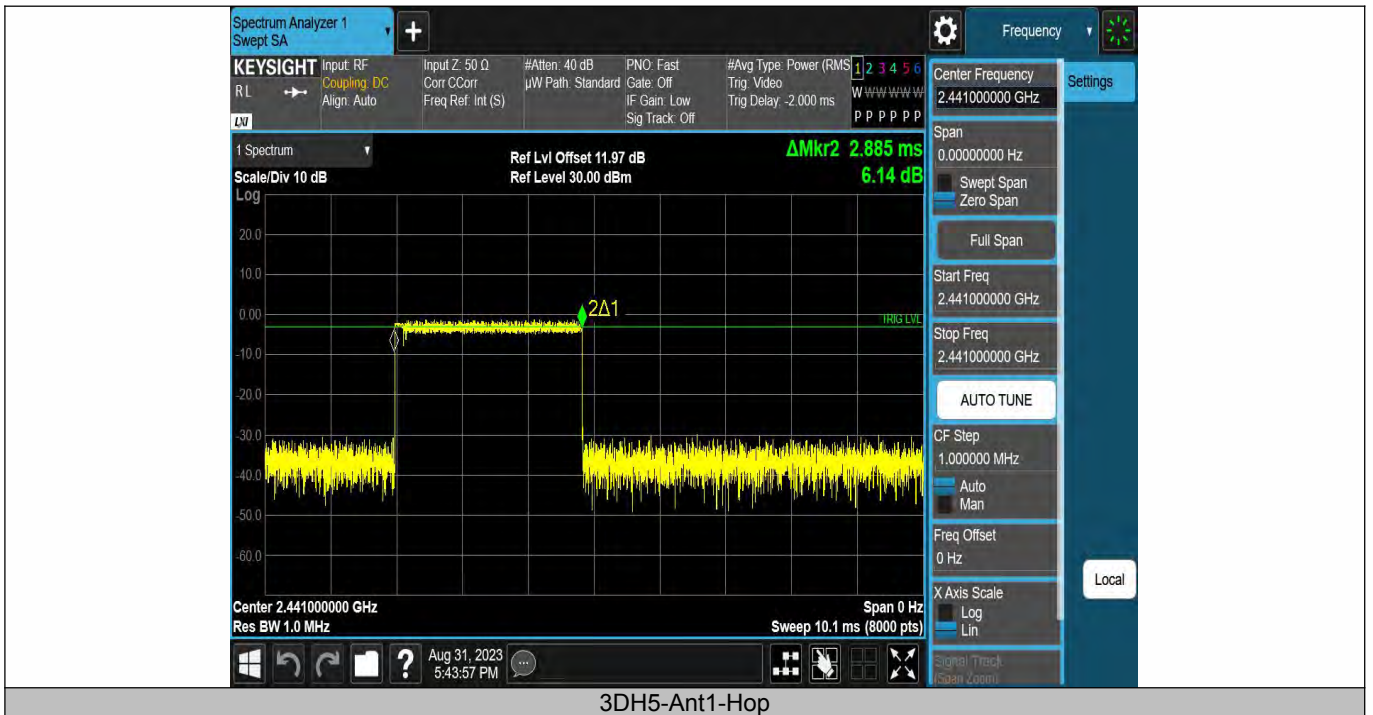 Spectrum Analyzer 1
Swept SA
Frequency
KEYSIGHT
RL
LXI
Input: RF
Coupling: DC
Align: Auto
Input Z: 50 Ω
Corr CCorr
Freq Ref: Int (S)
#Atten: 40 dB
µW Path: Standard
PNO: Fast
Gate: Off
IF Gain: Low
Sig Track: Off
#Avg Type: Power (RMS
Trig: Video
Trig Delay: -2.000 ms
1 2 3 4 5 6
W W W W W W
P P P P P P
1 Spectrum
Scale/Div 10 dB
Log
Ref Lvl Offset 11.97 dB
Ref Level 30.00 dBm
ΔMkr2 2.885 ms
6.14 dB
20.0
10.0
0.00
-10.0
-20.0
-30.0
-40.0
-50.0
-60.0
2Δ1
TRIG LVL
Center 2.441000000 GHz
Res BW 1.0 MHz
Span 0 Hz
Sweep 10.1 ms (8000 pts)
Aug 31, 2023
5:43:57 PM
Center Frequency
2.441000000 GHz
Settings
Span
0.00000000 Hz
Swept Span
Zero Span
Full Span
Start Freq
2.441000000 GHz
Stop Freq
2.441000000 GHz
AUTO TUNE
CF Step
1.000000 MHz
Auto
Man
Freq Offset
0 Hz
X Axis Scale
Log
Lin
Local
Signal Track
(Span Zoom)
3DH5-Ant1-Hop